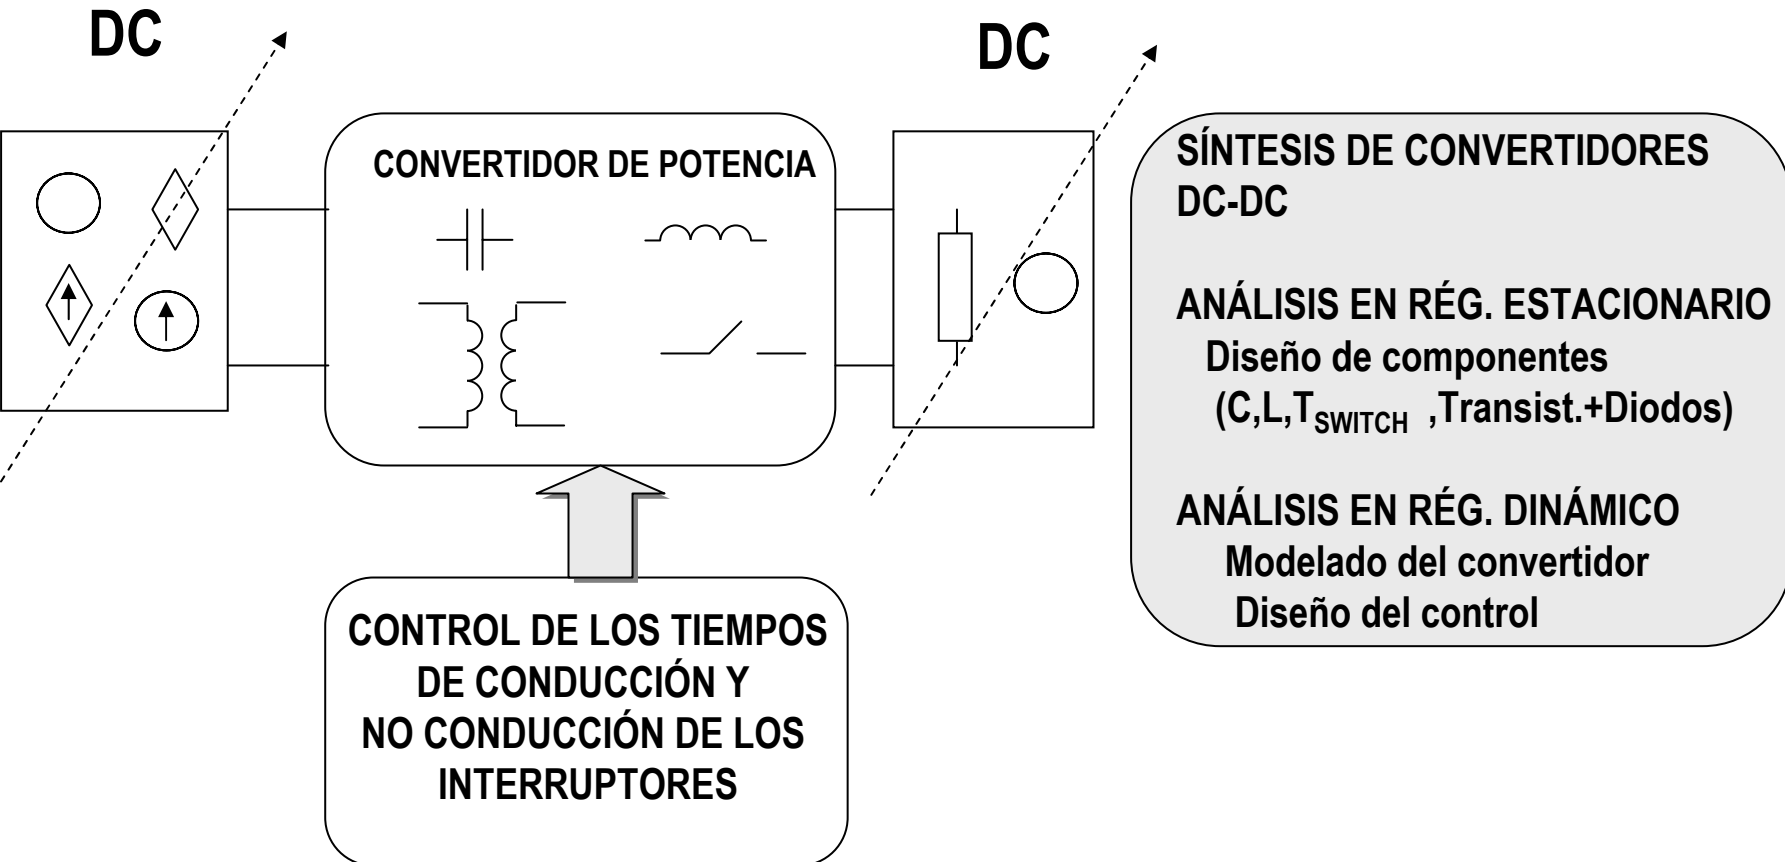 DC
DC
CONVERTIDOR DE POTENCIA
CONTROL DE LOS TIEMPOS
DE CONDUCCIÓN Y
NO CONDUCCIÓN DE LOS
INTERRUPTORES
SÍNTESIS DE CONVERTIDORES
DC-DC
ANÁLISIS EN RÉG. ESTACIONARIO
Diseño de componentes
(C,L,TSWITCH ,Transist.+Diodos)
ANÁLISIS EN RÉG. DINÁMICO
Modelado del convertidor
Diseño del control